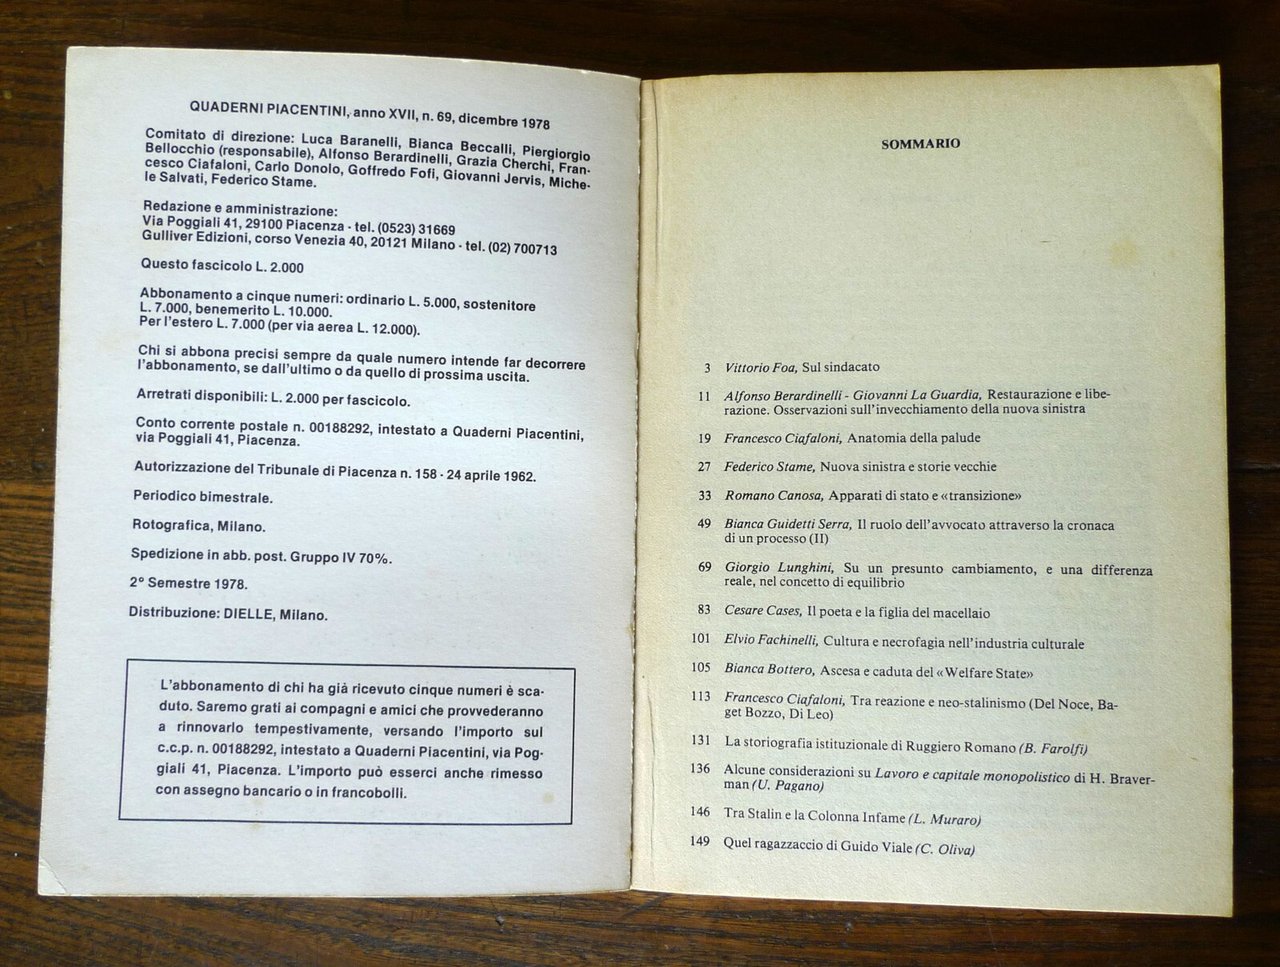 QUADERNI PIACENTINI, anno XVII, n. 69, dicembre 1978
Comitato di direzione: Luca Baranelli, Bianca Beccalli, Piergiorgio
Bellocchio (responsabile), Alfonso Berardinelli, Grazia Cherchi, Fran-
cesco Ciafaloni, Carlo Donolo, Goffredo Fofi, Giovanni Jervis, Miche-
le Salvati, Federico Stame.
Redazione e amministrazione:
Via Poggiali 41, 29100 Piacenza - tel. (0523) 31669
Gulliver Edizioni, corso Venezia 40, 20121 Milano - tel. (02) 700713
Questo fascicolo L. 2.000
Abbonamento a cinque numeri: ordinario L. 5.000, sostenitore
L. 7.000, benemerito L. 10.000.
Per l'estero L. 7.000 (per via aerea L. 12.000).
Chi si abbona precisi sempre da quale numero intende far decorrere
l'abbonamento, se dall'ultimo o da quello di prossima uscita.
Arretrati disponibili: L. 2.000 per fascicolo.
Conto corrente postale n. 00188292, intestato a Quaderni Piacentini,
via Poggiali 41, Piacenza.
Autorizzazione del Tribunale di Piacenza n. 158 - 24 aprile 1962.
Periodico bimestrale.
Rotografica, Milano.
Spedizione in abb. post. Gruppo IV 70%.
2° Semestre 1978.
Distribuzione: DIELLE, Milano.
L'abbonamento di chi ha già ricevuto cinque numeri è sca-
duto. Saremo grati ai compagni e amici che provvederanno
a rinnovarlo tempestivamente, versando l'importo sul
c.c.p. n. 00188292, intestato a Quaderni Piacentini, via Pog-
giali 41, Piacenza. L'importo può esserci anche rimesso
con assegno bancario o in francobolli.
SOMMARIO
3 Vittorio Foa, Sul sindacato
11 Alfonso Berardinelli - Giovanni La Guardia, Restaurazione e libe-
razione. Osservazioni sull'invecchiamento della nuova sinistra
19 Francesco Ciafaloni, Anatomia della palude
27 Federico Stame, Nuova sinistra e storie vecchie
33 Romano Canosa, Apparati di stato e «transizione»
49 Bianca Guidetti Serra, Il ruolo dell'avvocato attraverso la cronaca
di un processo (II)
69 Giorgio Lunghini, Su un presunto cambiamento, e una differenza
reale, nel concetto di equilibrio
83 Cesare Cases, Il poeta e la figlia del macellaio
101 Elvio Fachinelli, Cultura e necrofagia nell'industria culturale
105 Bianca Bottero, Ascesa e caduta del «Welfare State»
113 Francesco Ciafaloni, Tra reazione e neo-stalinismo (Del Noce, Ba-
get Bozzo, Di Leo)
131 La storiografia istituzionale di Ruggiero Romano (B. Farolfi)
136 Alcune considerazioni su Lavoro e capitale monopolistico di H. Braver-
man (U. Pagano)
146 Tra Stalin e la Colonna Infame (L. Muraro)
149 Quel ragazzaccio di Guido Viale (C. Oliva)